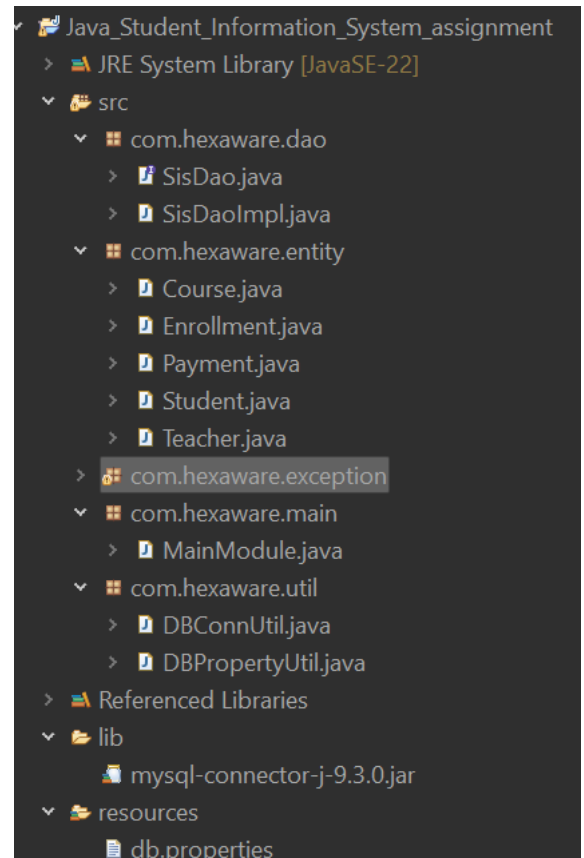 Java_Student_Information_System_assignment
JRE System Library [JavaSE-22]
src
com.hexaware.dao
SisDao.java
SisDaoImpl.java
com.hexaware.entity
Course.java
Enrollment.java
Payment.java
Student.java
Teacher.java
com.hexaware.exception
com.hexaware.main
MainModule.java
com.hexaware.util
DBConnUtil.java
DBPropertyUtil.java
Referenced Libraries
lib
mysql-connector-j-9.3.0.jar
resources
db.properties